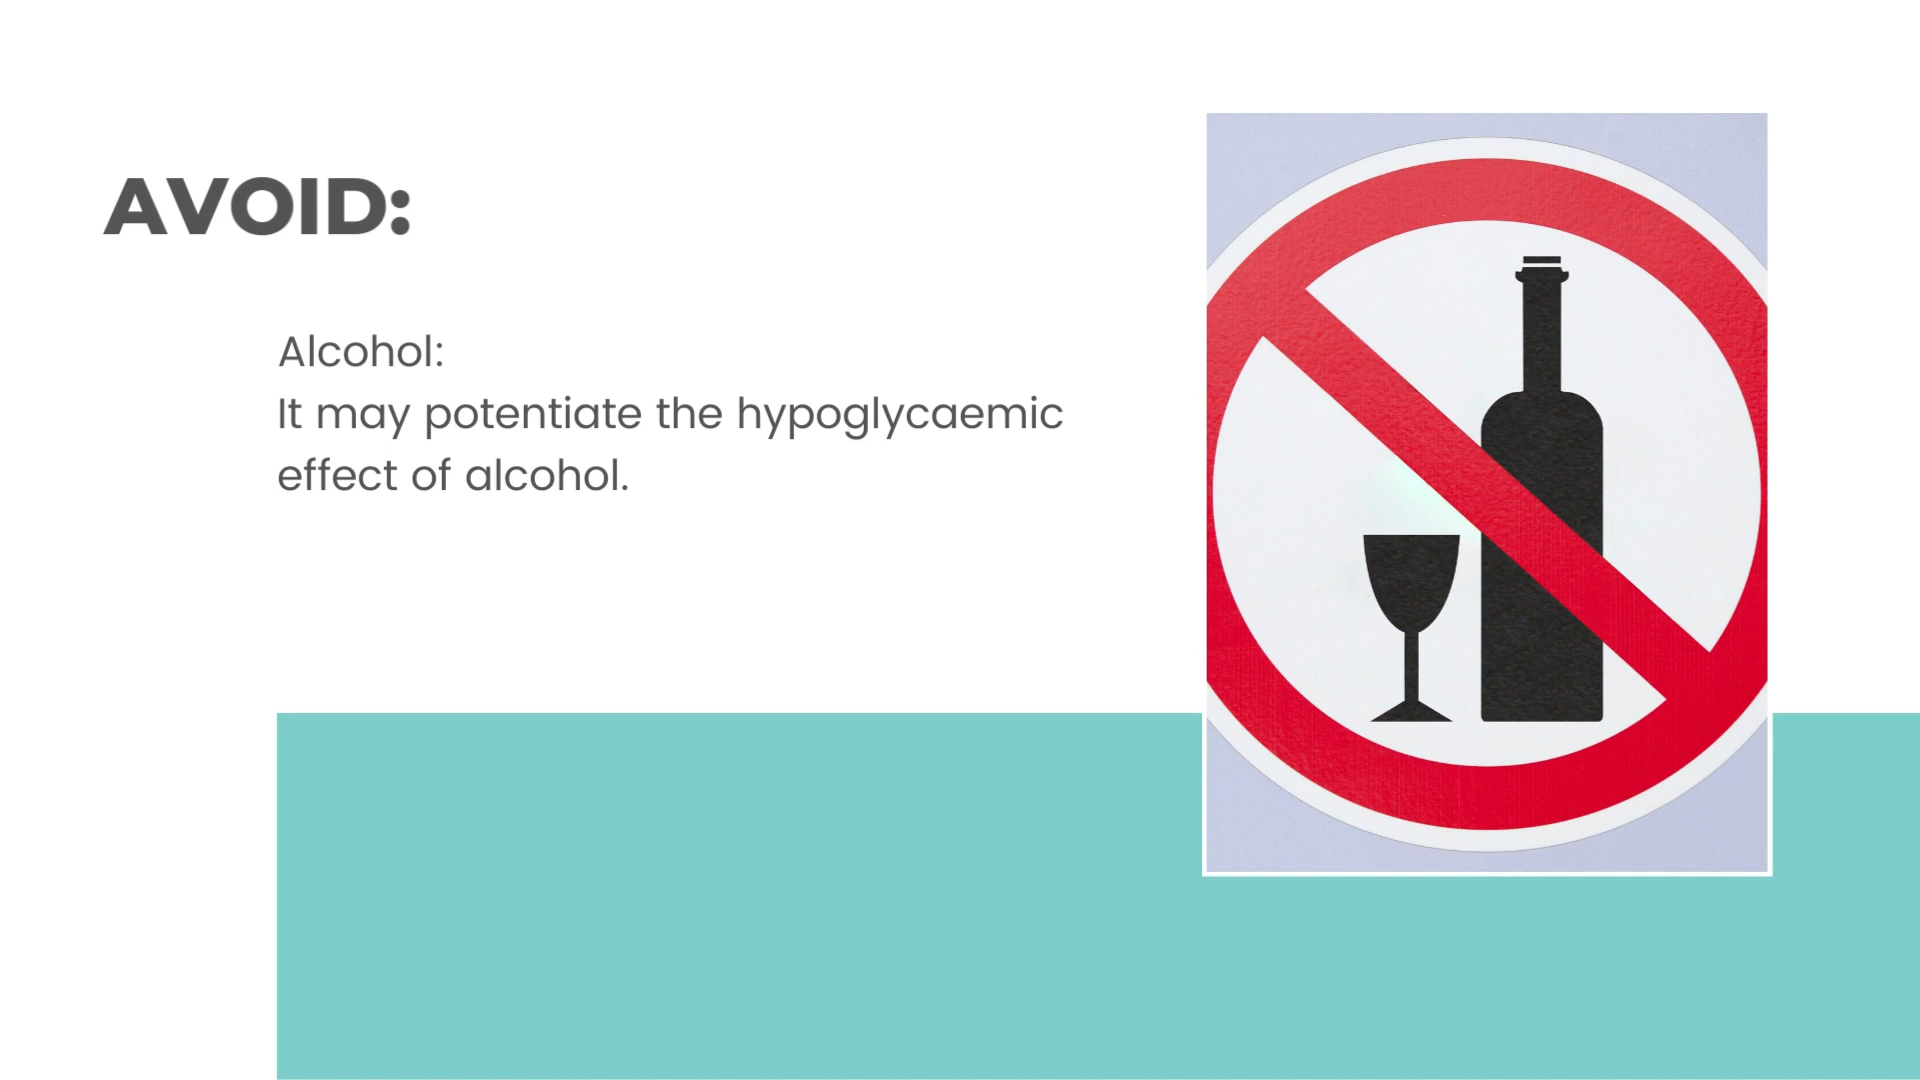 AVOID:
Alcohol:
It may potentiate the hypoglycaemic
effect of alcohol.